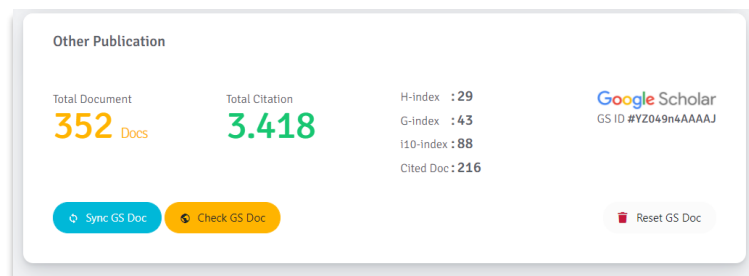 Other Publication
Total Document
352 Docs
Total Citation
3.418
H-index : 29
G-index : 43
i10-index : 88
Cited Doc : 216
Google Scholar
GS ID #YZ049n4AAAAJ
Sync GS Doc
Check GS Doc
Reset GS Doc